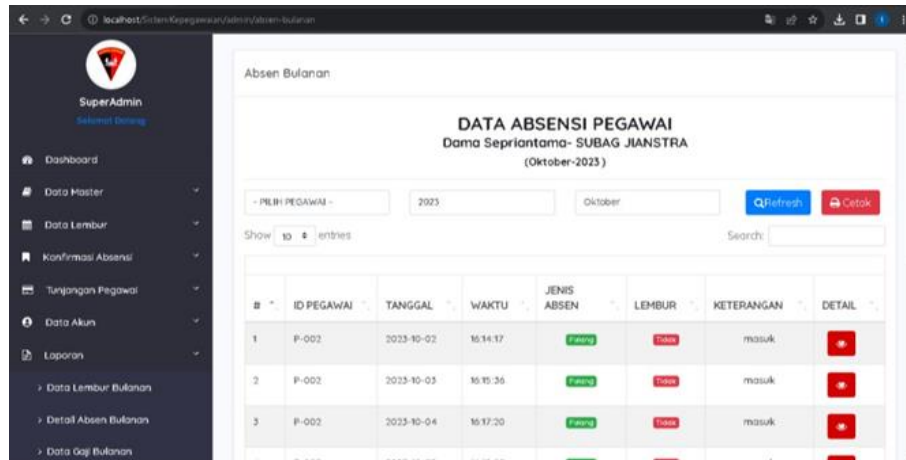 localhost/SistemKepegawaian/admin/absen-bulanan
SuperAdmin
Selamat Datang
Dashboard
Data Master
Data Lembur
Konfirmasi Absensi
Tunjangan Pegawai
Data Akun
Laporan
> Data Lembur Bulanan
> Detail Absen Bulanan
> Data Gaji Bulanan
Absen Bulanan
DATA ABSENSI PEGAWAI
Dama Sepriantama- SUBAG JIANSTRA
(Oktober-2023 )
- PILIH PEGAWAI - 2023 Oktober Refresh Cetak
Show 10 entries Search:
# ID PEGAWAI TANGGAL WAKTU JENIS ABSEN LEMBUR KETERANGAN DETAIL
1 P-002 2023-10-02 16:14:17 Pulang Tidak masuk
2 P-002 2023-10-03 16:15:36 Pulang Tidak masuk
3 P-002 2023-10-04 16:17:20 Pulang Tidak masuk